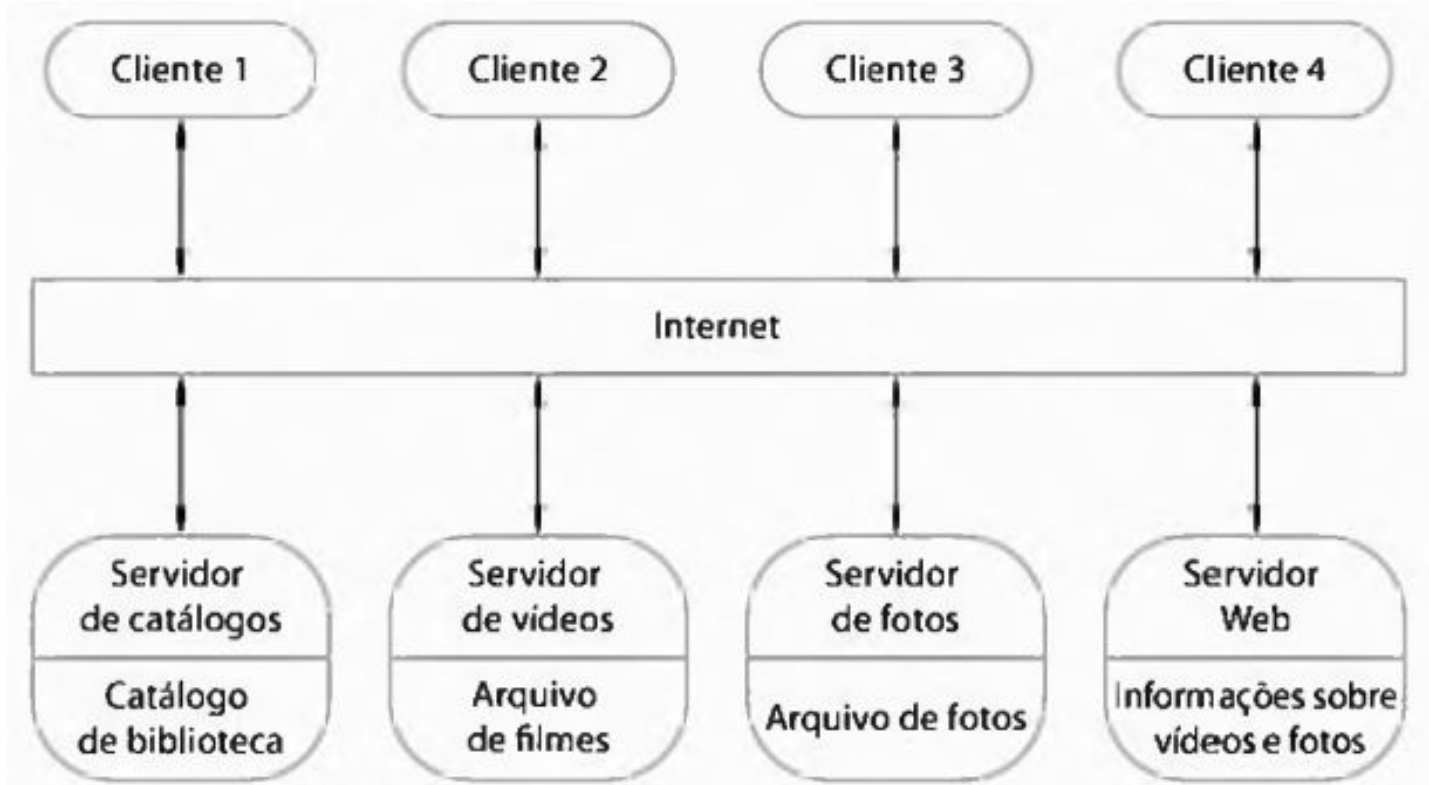 Cliente 1
Cliente 2
Cliente 3
Cliente 4
Internet
Servidor
de catálogos
Catálogo
de biblioteca
Servidor
de vídeos
Arquivo
de filmes
Servidor
de fotos
Arquivo de fotos
Servidor
Web
Informações sobre
vídeos e fotos